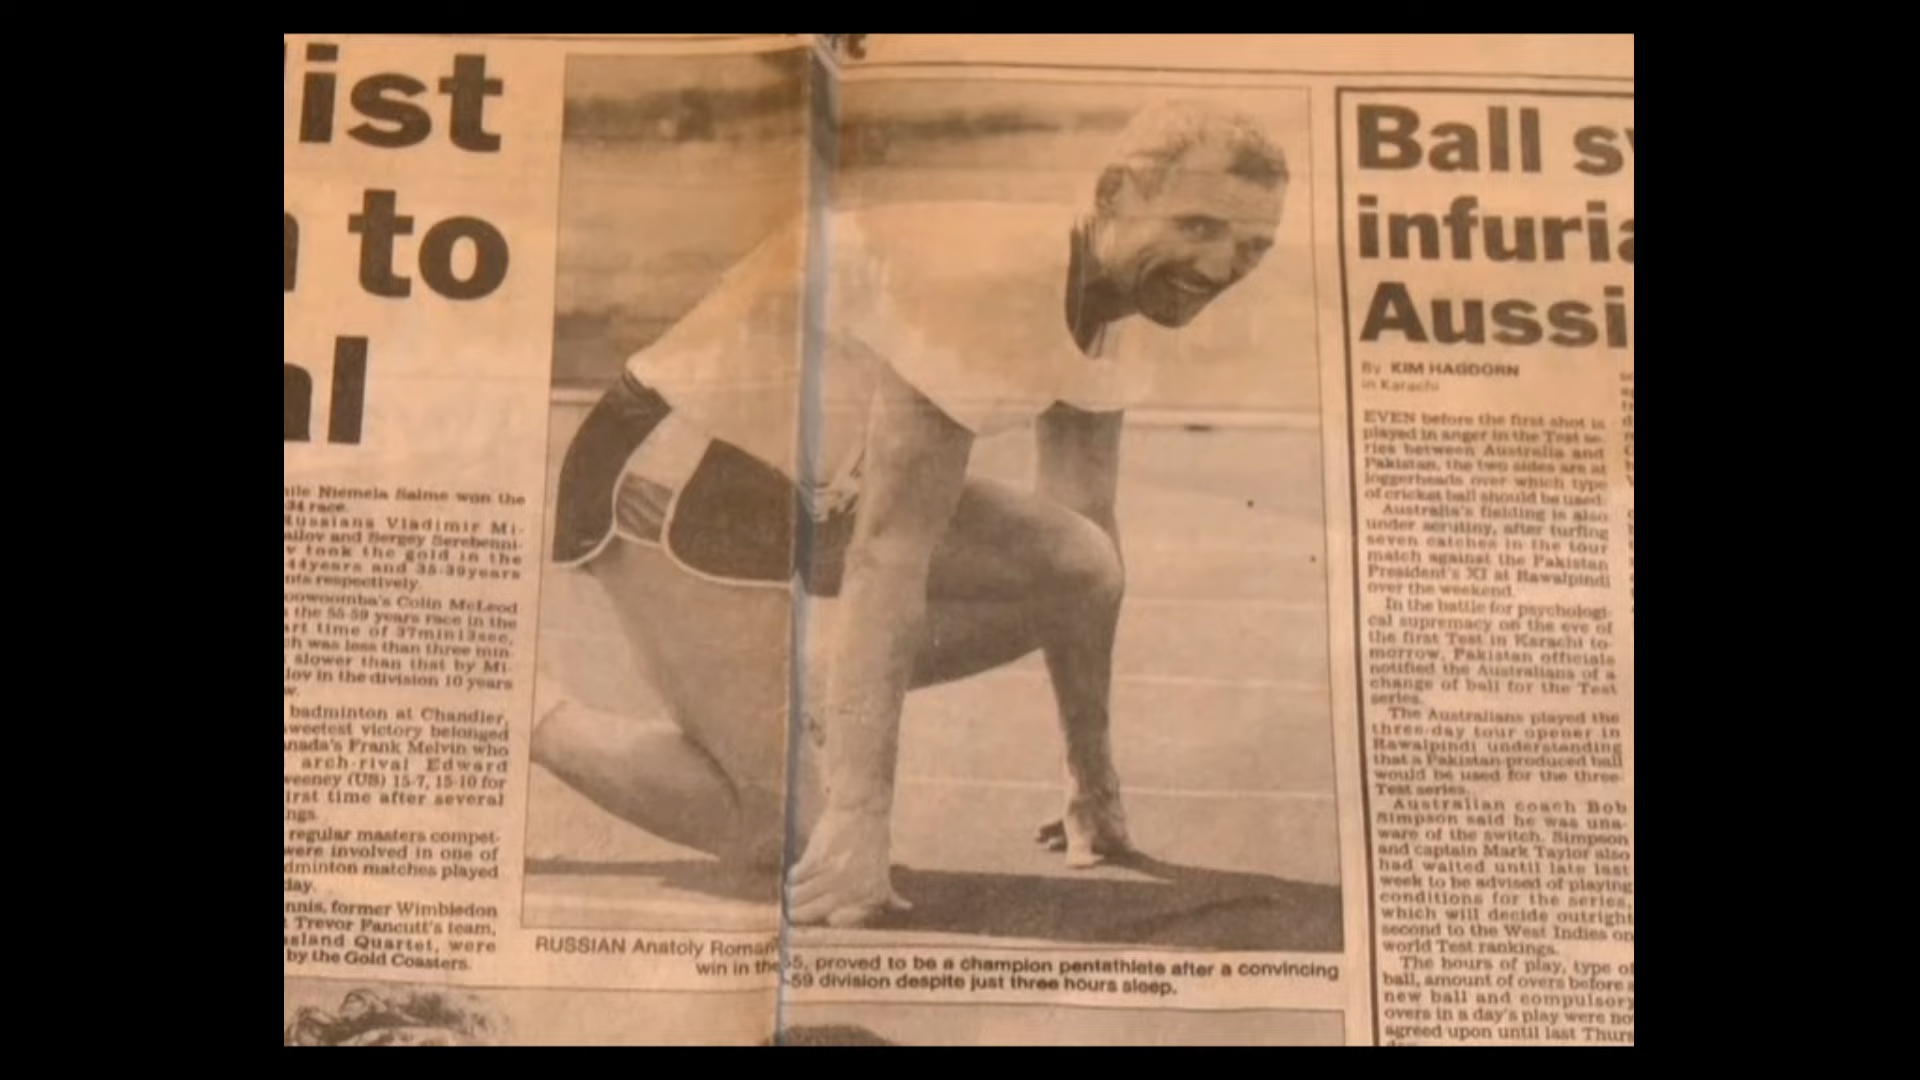 ist
to
al
ile Niemela Salme won the
34 race.
Russians Vladimir Mi-
ailov and Sergey Serebenni-
v took the gold in the
44years and 35-39years
nts respectively.
oowoomba's Colin McLeod
the 55-59 years race in the
art time of 37min13sec,
ch was less than three min-
slower than that by Mi-
lov in the division 10 years
w.
badminton at Chandler,
sweetest victory belonged
nada's Frank Melvin who
arch-rival Edward
weeney (US) 15-7, 15-10 for
irst time after several
ngs.
regular masters compet-
were involved in one of
dminton matches played
day.
nnis, former Wimbledon
Trevor Fancutt's team,
nsland Quartet, were
by the Gold Coasters.
RUSSIAN Anatoly Roman 55, proved to be a champion pentathlete after a convincing
win in the -59 division despite just three hours sleep.
Ball s
infuria
Aussi
By KIM HAGDORN
in Karachi
EVEN before the first shot is
played in anger in the Test se-
ries between Australia and
Pakistan, the two sides are at
loggerheads over which type
of cricket ball should be used.
Australia's fielding is also
under scrutiny, after turfing
seven catches in the tour
match against the Pakistan
President's XI at Rawalpindi
over the weekend.
In the battle for psychologi-
cal supremacy on the eve of
the first Test in Karachi to-
morrow, Pakistan officials
notified the Australians of a
change of ball for the Test
series.
The Australians played the
three-day tour opener in
Rawalpindi understanding
that a Pakistan-produced ball
would be used for the three-
Test series.
Australian coach Bob
Simpson said he was una-
ware of the switch. Simpson
and captain Mark Taylor also
had waited until late last
week to be advised of playing
conditions for the series,
which will decide outright
second to the West Indies on
world Test rankings.
The hours of play, type of
ball, amount of overs before a
new ball and compulsory
overs in a day's play were no
agreed upon until last Thurs